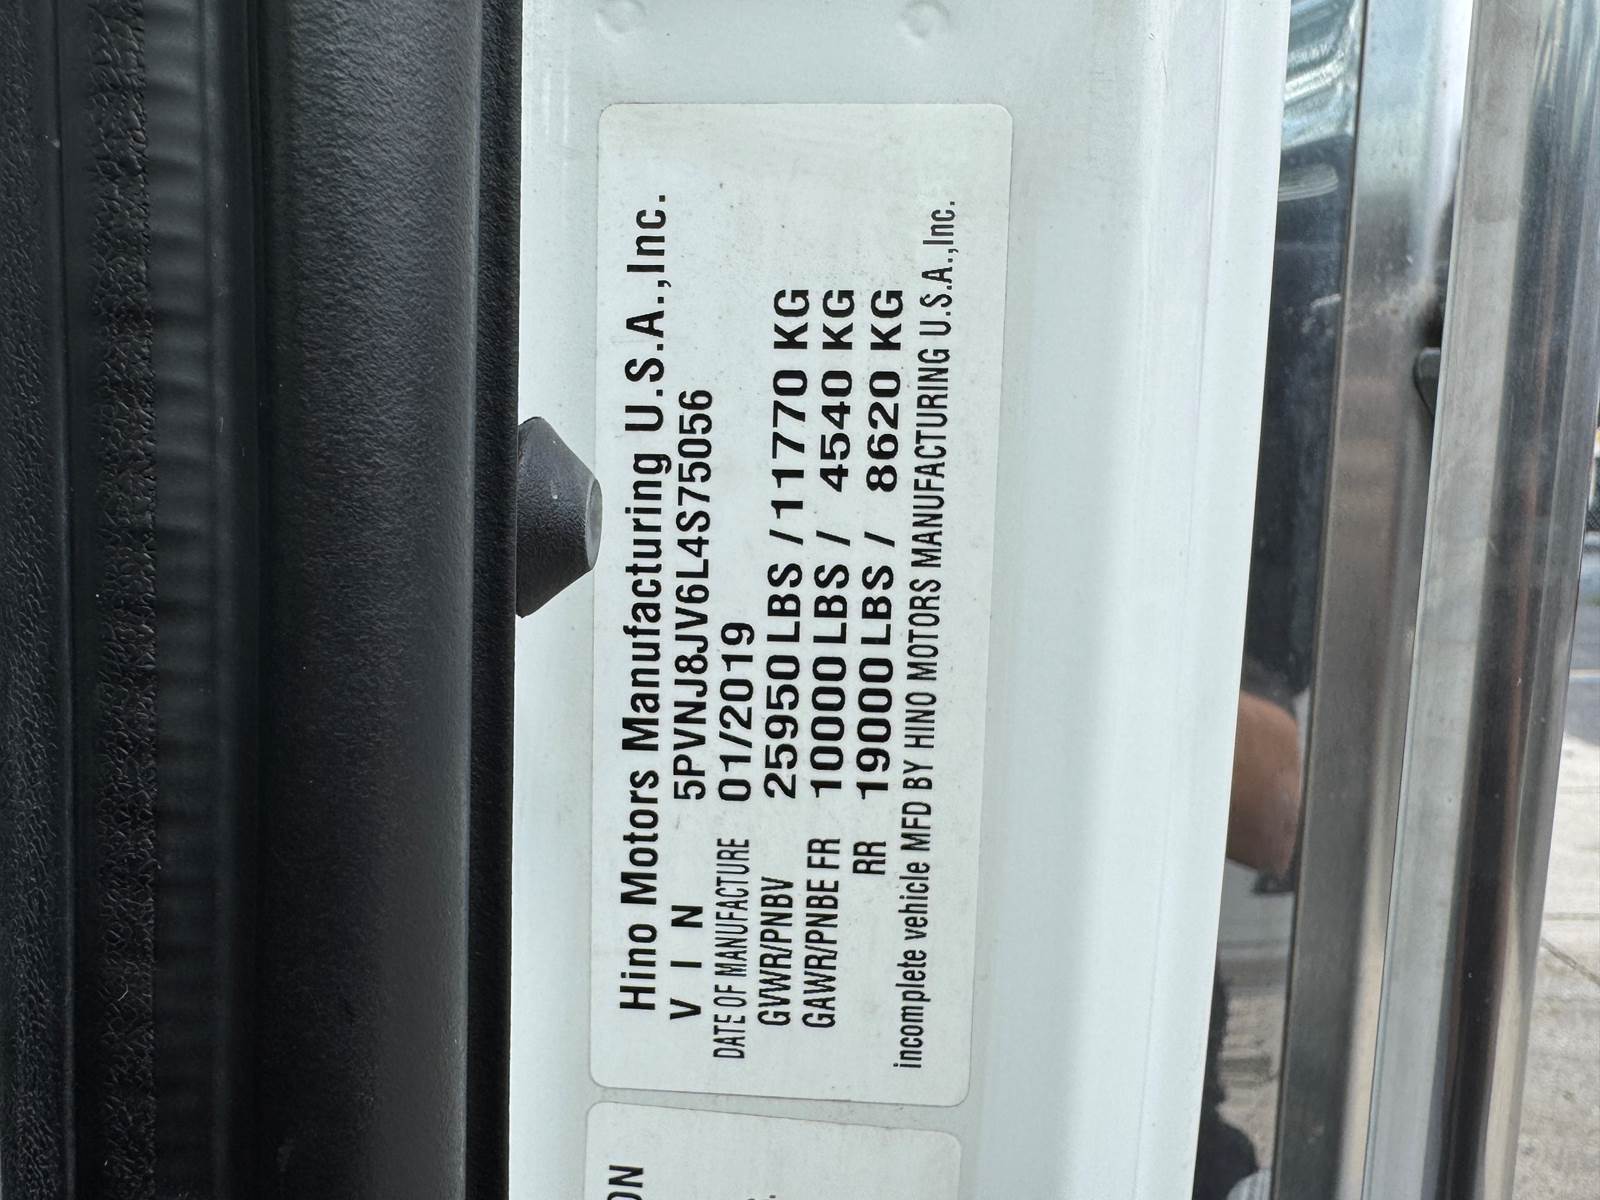 Hino Motors Manufacturing U.S.A.,Inc.
V I N 5PVNJ8JV6L4S75056
DATE OF MANUFACTURE 01/2019
GVWR/PNBV 25950 LBS / 11770 KG
GAWR/PNBE FR 10000 LBS / 4540 KG
RR 19000 LBS / 8620 KG
incomplete vehicle MFD BY HINO MOTORS MANUFACTURING U.S.A.,Inc.
ON